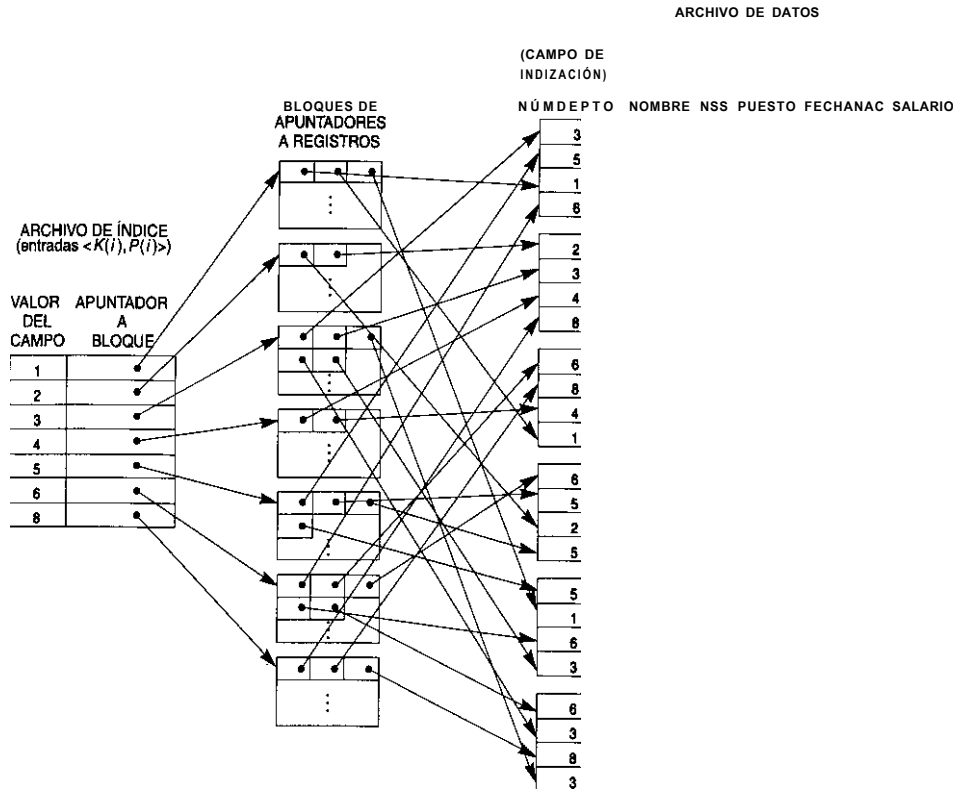 ARCHIVO DE DATOS
(CAMPO DE
INDIZACIÓN)
NÚMDEPTO NOMBRE NSS PUESTO FECHANAC SALARIO
BLOQUES DE
APUNTADORES
A REGISTROS
ARCHIVO DE ÍNDICE
(entradas <K(i), P(i)>)
VALOR DEL CAMPO
APUNTADOR A BLOQUE
1
2
3
4
5
6
8
3
5
1
6
2
3
4
8
6
8
4
1
6
5
2
5
5
1
6
3
6
3
8
3